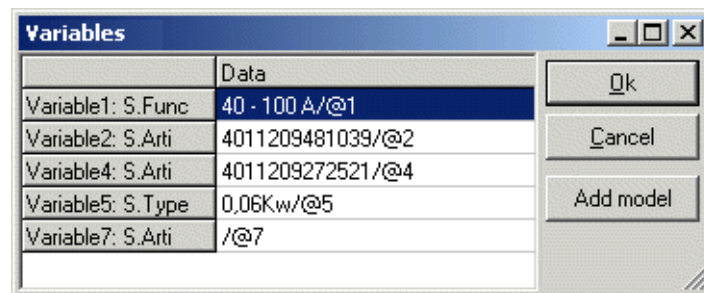 Variables
Data
Variable1: S.Func 40 - 100 A/@1
Variable2: S.Arti 4011209481039/@2
Variable4: S.Arti 4011209272521/@4
Variable5: S.Type 0,06Kw/@5
Variable7: S.Arti /@7
Ok
Cancel
Add model